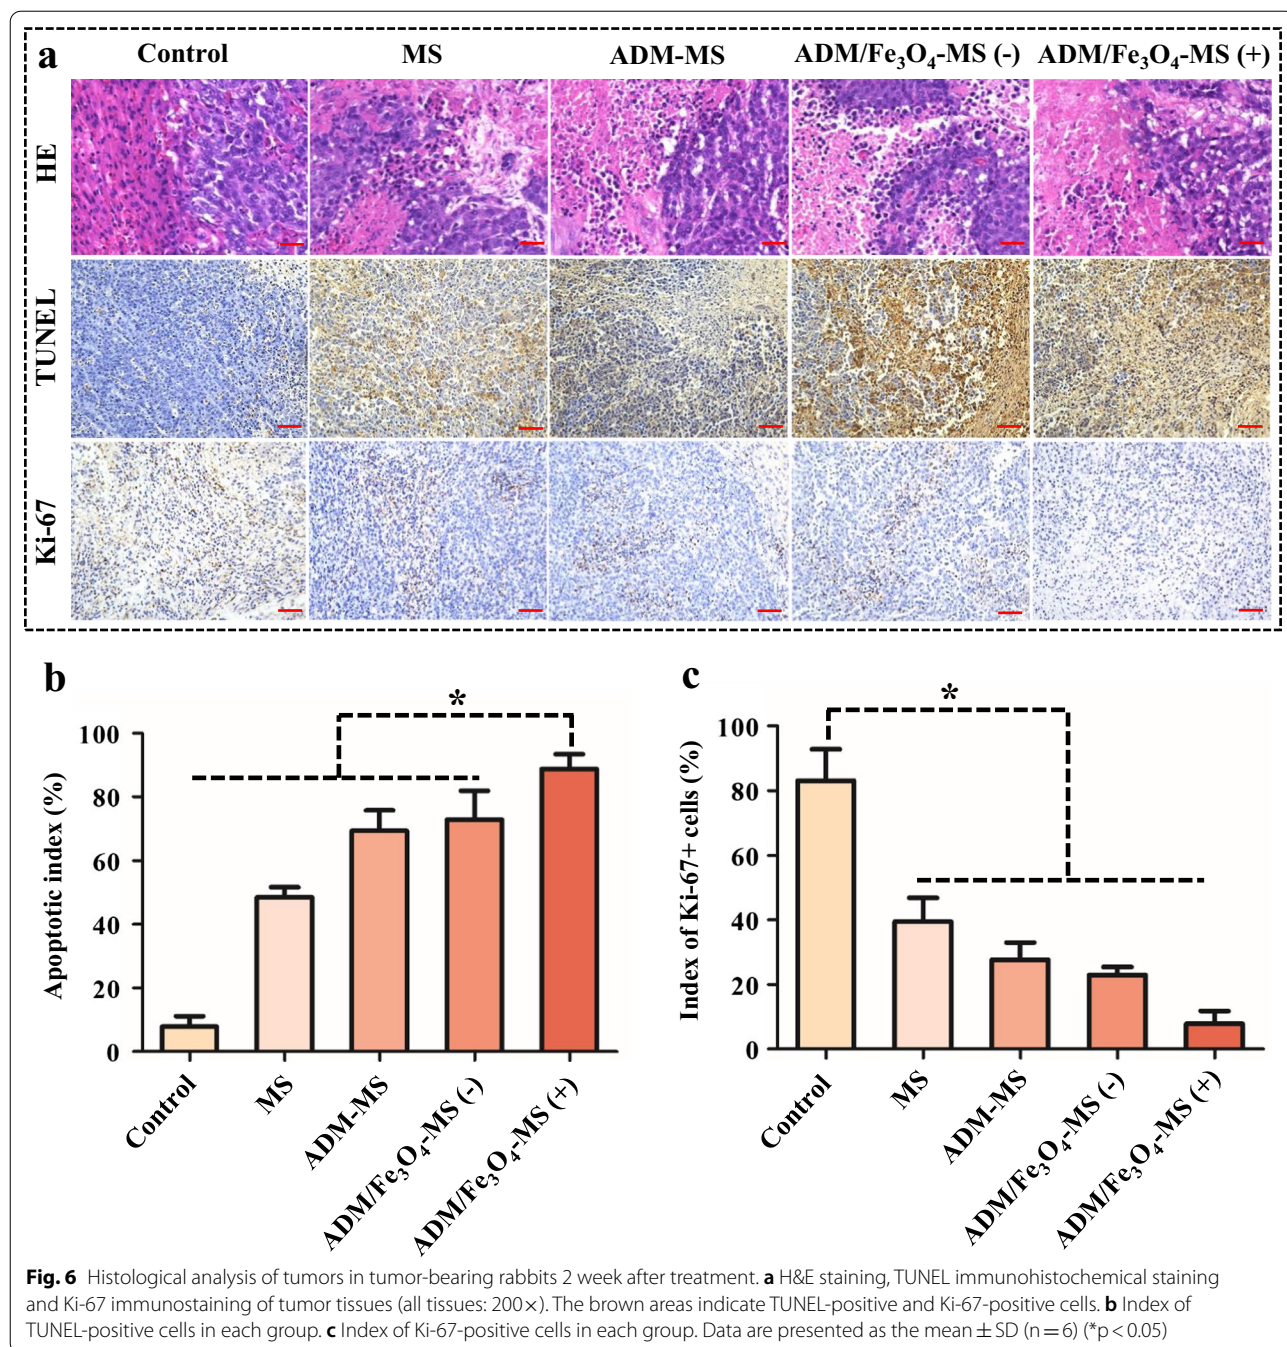 a
Control MS ADM-MS ADM/Fe₃O₄-MS (-) ADM/Fe₃O₄-MS (+)
HE
TUNEL
Ki-67
b
*
Apoptotic index (%)
100
80
60
40
20
0
Control
MS
ADM-MS
ADM/Fe₃O₄-MS (-)
ADM/Fe₃O₄-MS (+)
c
*
Index of Ki-67+ cells (%)
100
80
60
40
20
0
Control
MS
ADM-MS
ADM/Fe₃O₄-MS (-)
ADM/Fe₃O₄-MS (+)
Fig. 6 Histological analysis of tumors in tumor-bearing rabbits 2 week after treatment. a H&E staining, TUNEL immunohistochemical staining
and Ki-67 immunostaining of tumor tissues (all tissues: 200×). The brown areas indicate TUNEL-positive and Ki-67-positive cells. b Index of
TUNEL-positive cells in each group. c Index of Ki-67-positive cells in each group. Data are presented as the mean ± SD (n = 6) (*p < 0.05)